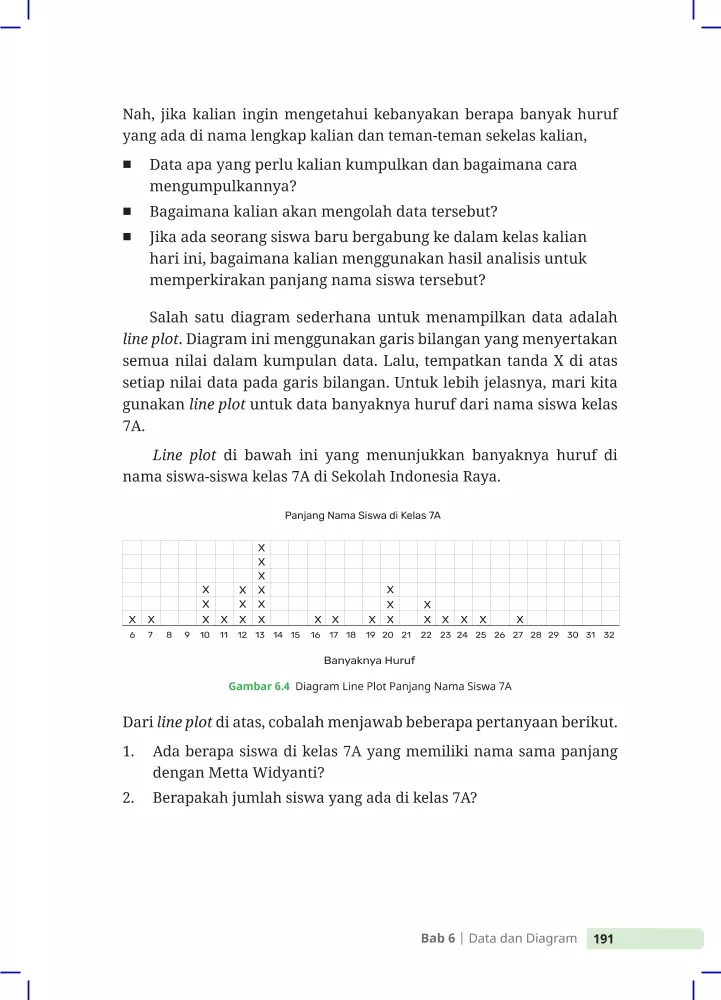 Nah, jika kalian ingin mengetahui kebanyakan berapa banyak huruf
yang ada di nama lengkap kalian dan teman-teman sekelas kalian,
■ Data apa yang perlu kalian kumpulkan dan bagaimana cara
mengumpulkannya?
■ Bagaimana kalian akan mengolah data tersebut?
■ Jika ada seorang siswa baru bergabung ke dalam kelas kalian
hari ini, bagaimana kalian menggunakan hasil analisis untuk
memperkirakan panjang nama siswa tersebut?
Salah satu diagram sederhana untuk menampilkan data adalah
line plot. Diagram ini menggunakan garis bilangan yang menyertakan
semua nilai dalam kumpulan data. Lalu, tempatkan tanda X di atas
setiap nilai data pada garis bilangan. Untuk lebih jelasnya, mari kita
gunakan line plot untuk data banyaknya huruf dari nama siswa kelas
7A.
Line plot di bawah ini yang menunjukkan banyaknya huruf di
nama siswa-siswa kelas 7A di Sekolah Indonesia Raya.
Panjang Nama Siswa di Kelas 7A
X
X
X
X X X X
X X X X X
X X X X X X X X X X X X X X X X
6 7 8 9 10 11 12 13 14 15 16 17 18 19 20 21 22 23 24 25 26 27 28 29 30 31 32
Banyaknya Huruf
Gambar 6.4 Diagram Line Plot Panjang Nama Siswa 7A
Dari line plot di atas, cobalah menjawab beberapa pertanyaan berikut.
1. Ada berapa siswa di kelas 7A yang memiliki nama sama panjang
dengan Metta Widyanti?
2. Berapakah jumlah siswa yang ada di kelas 7A?
Bab 6 | Data dan Diagram 191